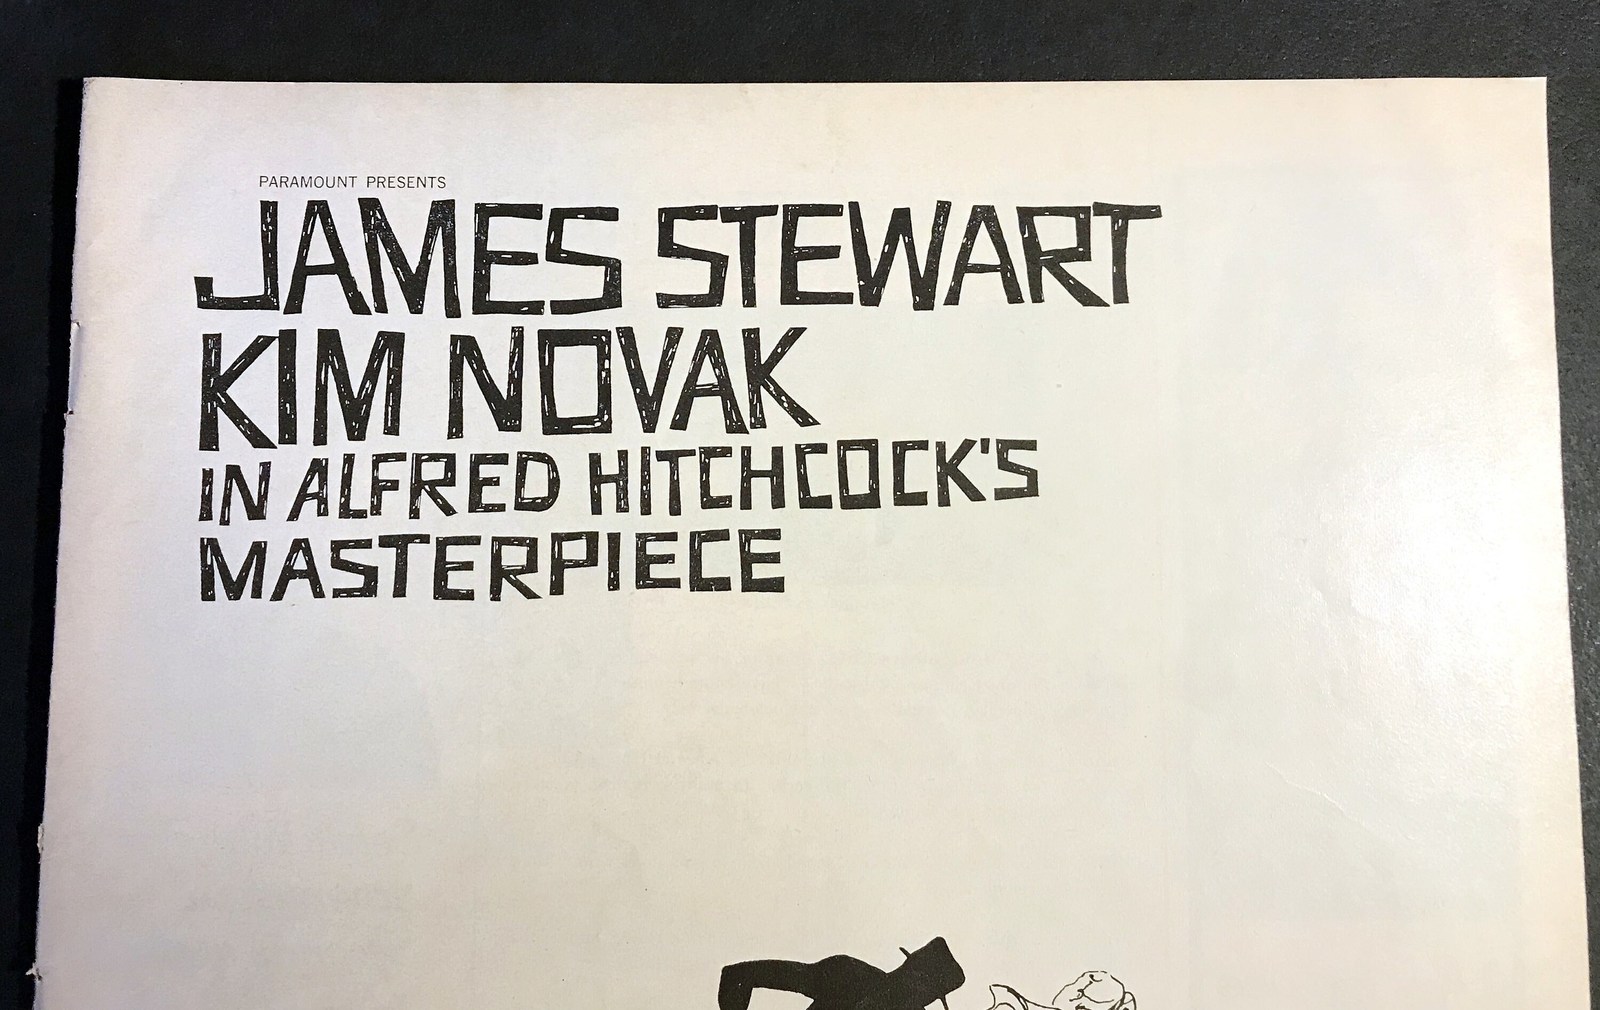 PARAMOUNT PRESENTS
JAMES STEWART
KIM NOVAK
IN ALFRED HITCHCOCK'S
MASTERPIECE